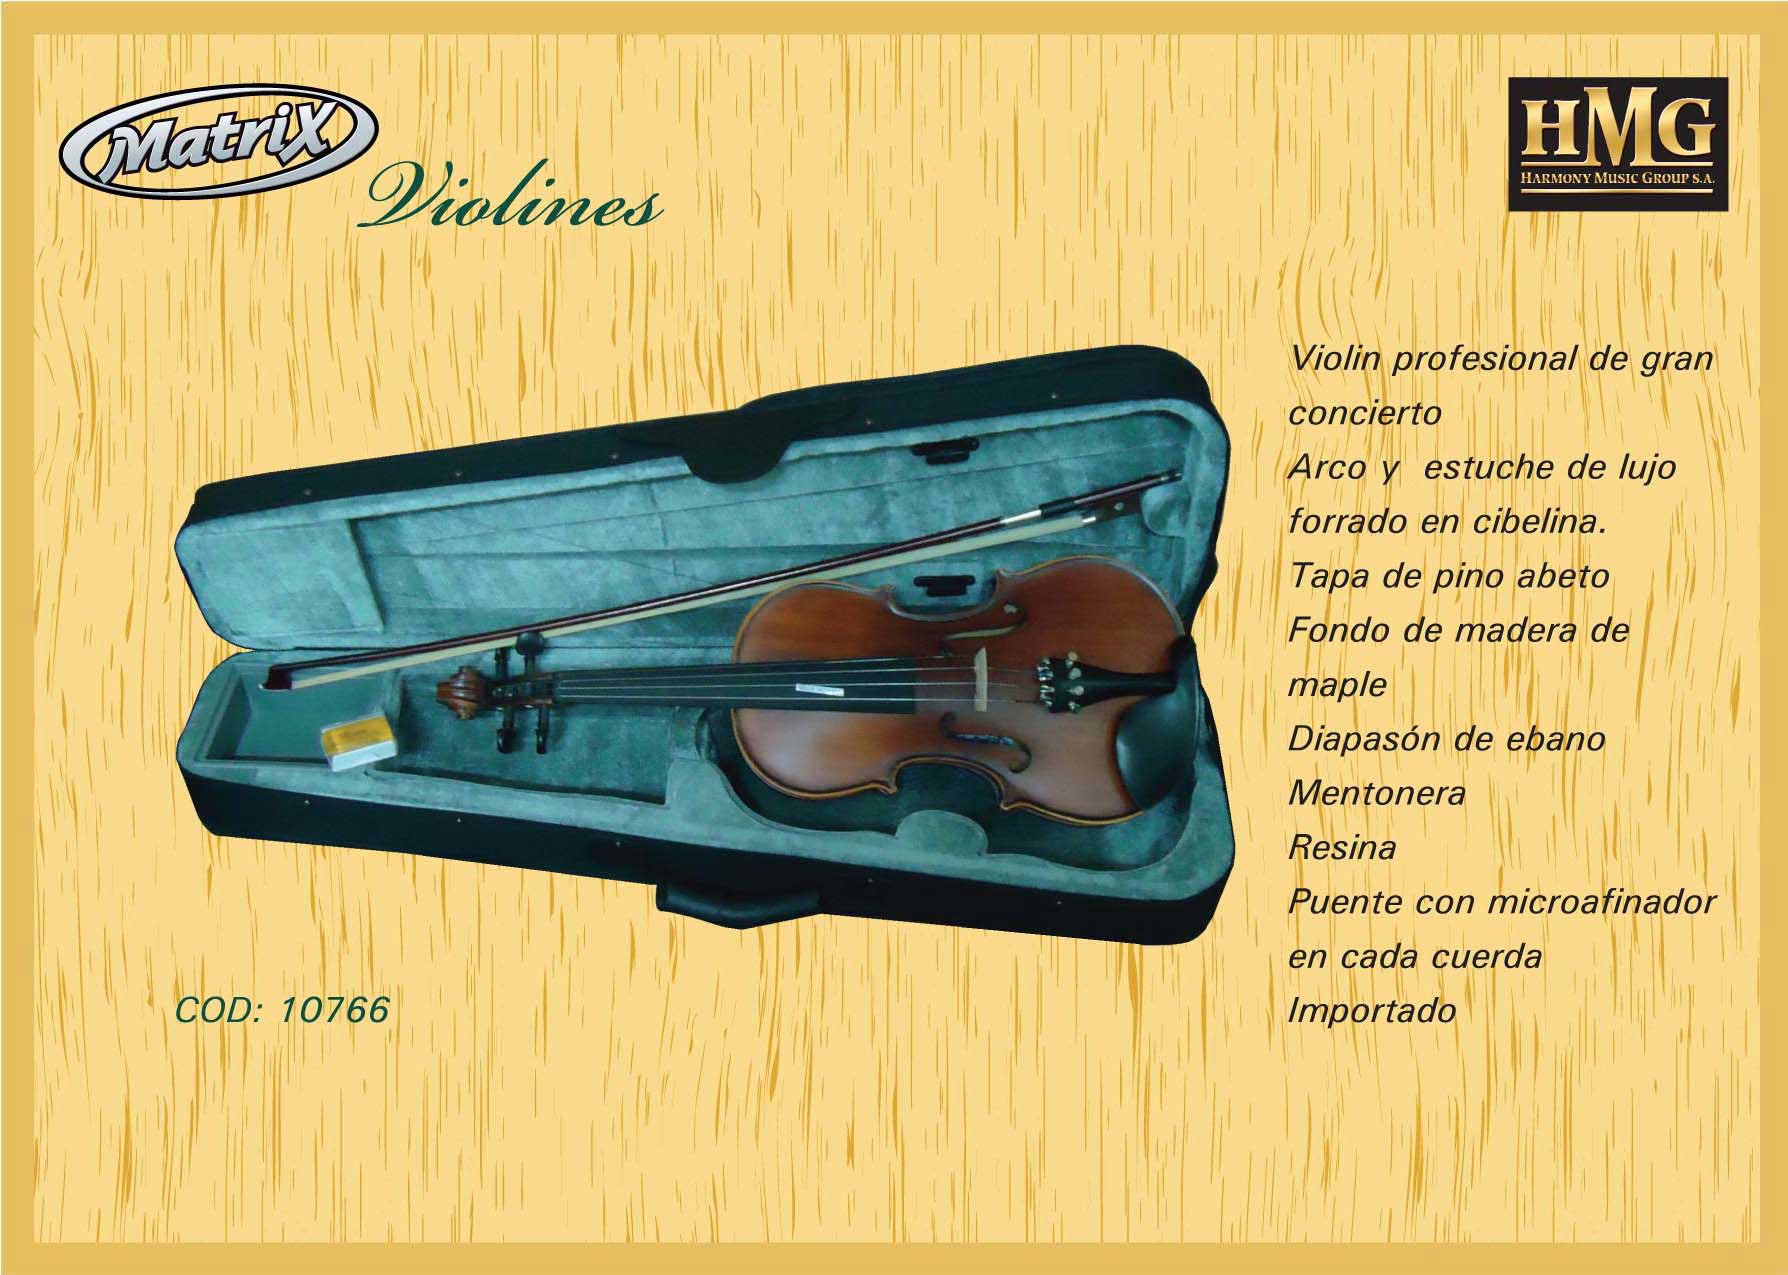 MatriX
Violines
HMG
HARMONY MUSIC GROUP S.A.
Violin profesional de gran
concierto
Arco y estuche de lujo
forrado en cibelina.
Tapa de pino abeto
Fondo de madera de
maple
Diapasón de ebano
Mentonera
Resina
Puente con microafinador
en cada cuerda
Importado
COD: 10766